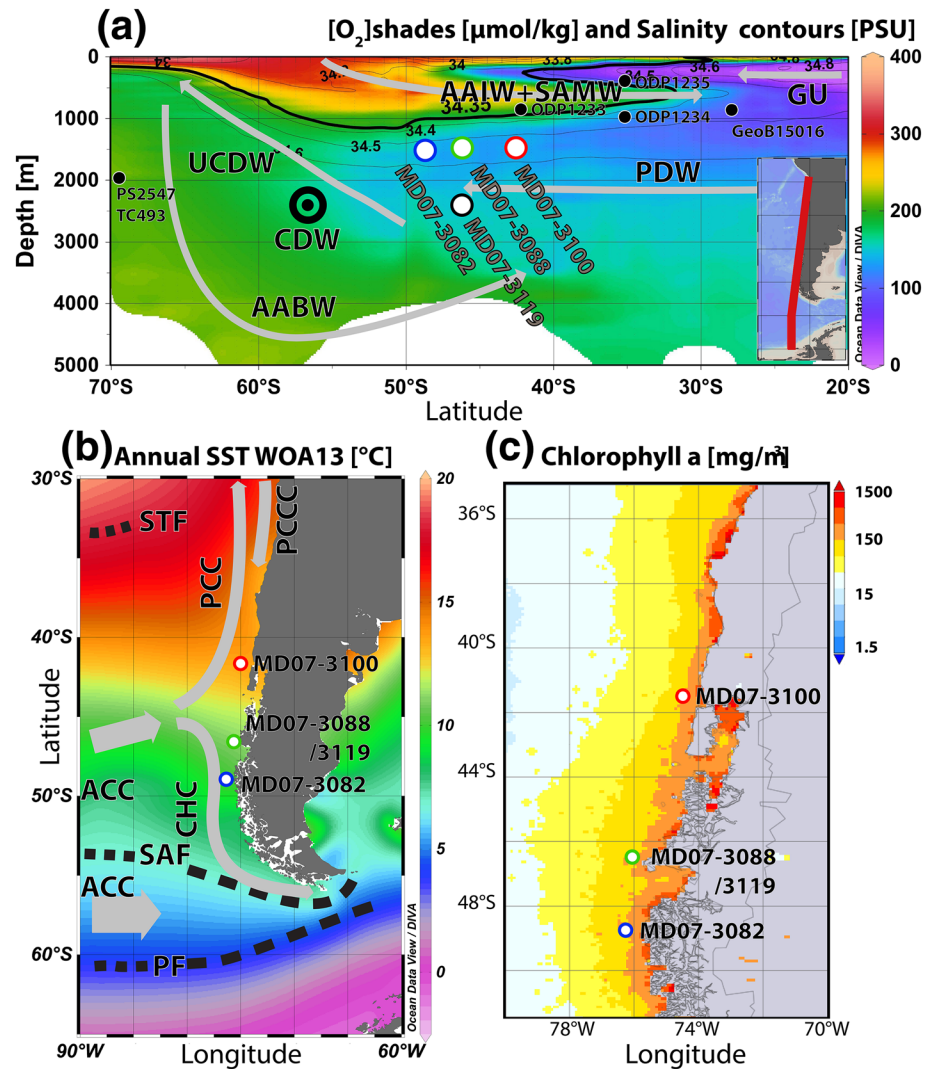 (a)
[O₂]shades [μmol/kg] and Salinity contours [PSU]
Depth [m]
0
1000
2000
3000
4000
5000
34
33.8
34
34.6
34.8
34.8
34.35
34.4
34.5
AAIW+SAMW
GU
ODP1235
ODP1233
ODP1234
GeoB15016
UCDW
PDW
PS2547
TC493
CDW
AABW
MD07-3082
MD07-3088
MD07-3100
MD07-3119
70°S
60°S
50°S
40°S
30°S
20°S
Latitude
400
300
200
100
0
Ocean Data View / DIVA
(b)
Annual SST WOA13 [°C]
30°S
40°S
50°S
60°S
Latitude
STF
PCC
PCCC
MD07-3100
MD07-3088
/3119
MD07-3082
ACC
CHC
SAF
ACC
PF
90°W
Longitude
60°W
20
15
10
5
0
Ocean Data View / DIVA
(c)
Chlorophyll a [mg/m³]
36°S
40°S
44°S
48°S
MD07-3100
MD07-3088
/3119
MD07-3082
78°W
74°W
70°W
Longitude
1500
150
15
1.5